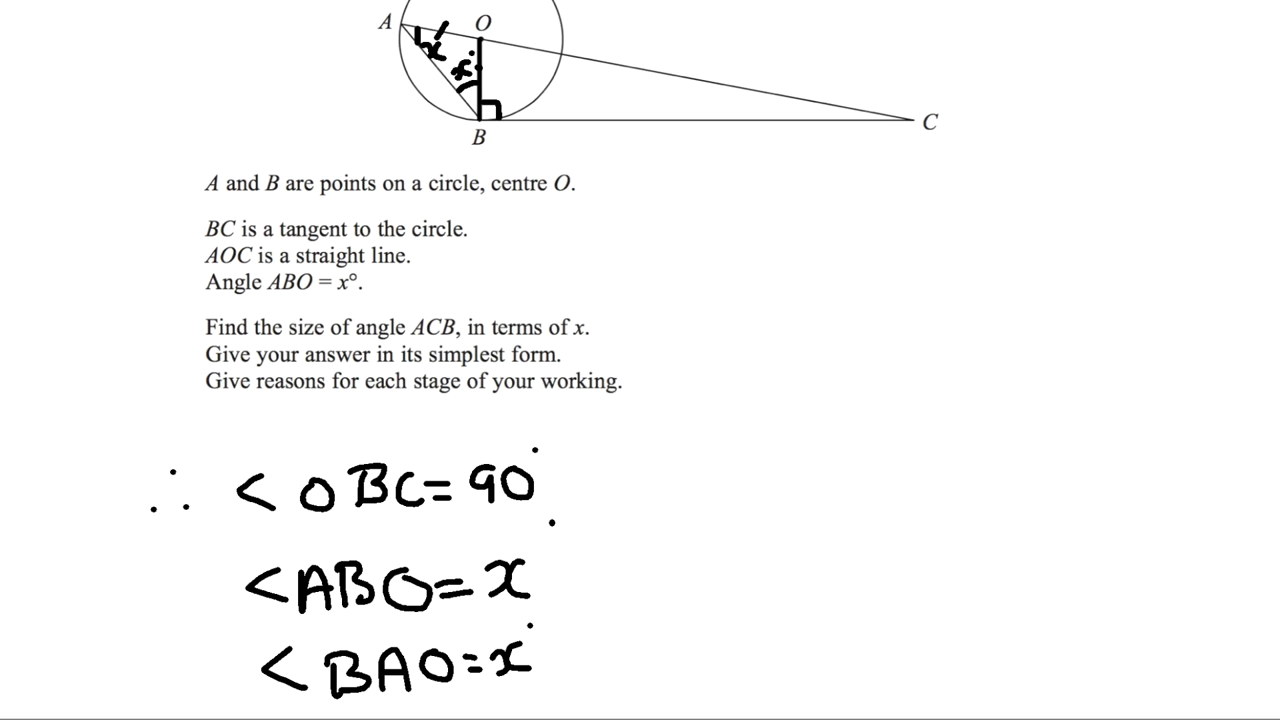 A O
x x°
B C
A and B are points on a circle, centre O.
BC is a tangent to the circle.
AOC is a straight line.
Angle ABO = x°.
Find the size of angle ACB, in terms of x.
Give your answer in its simplest form.
Give reasons for each stage of your working.
∴ <OBC=90°.
<ABO=x
<BAO=x°